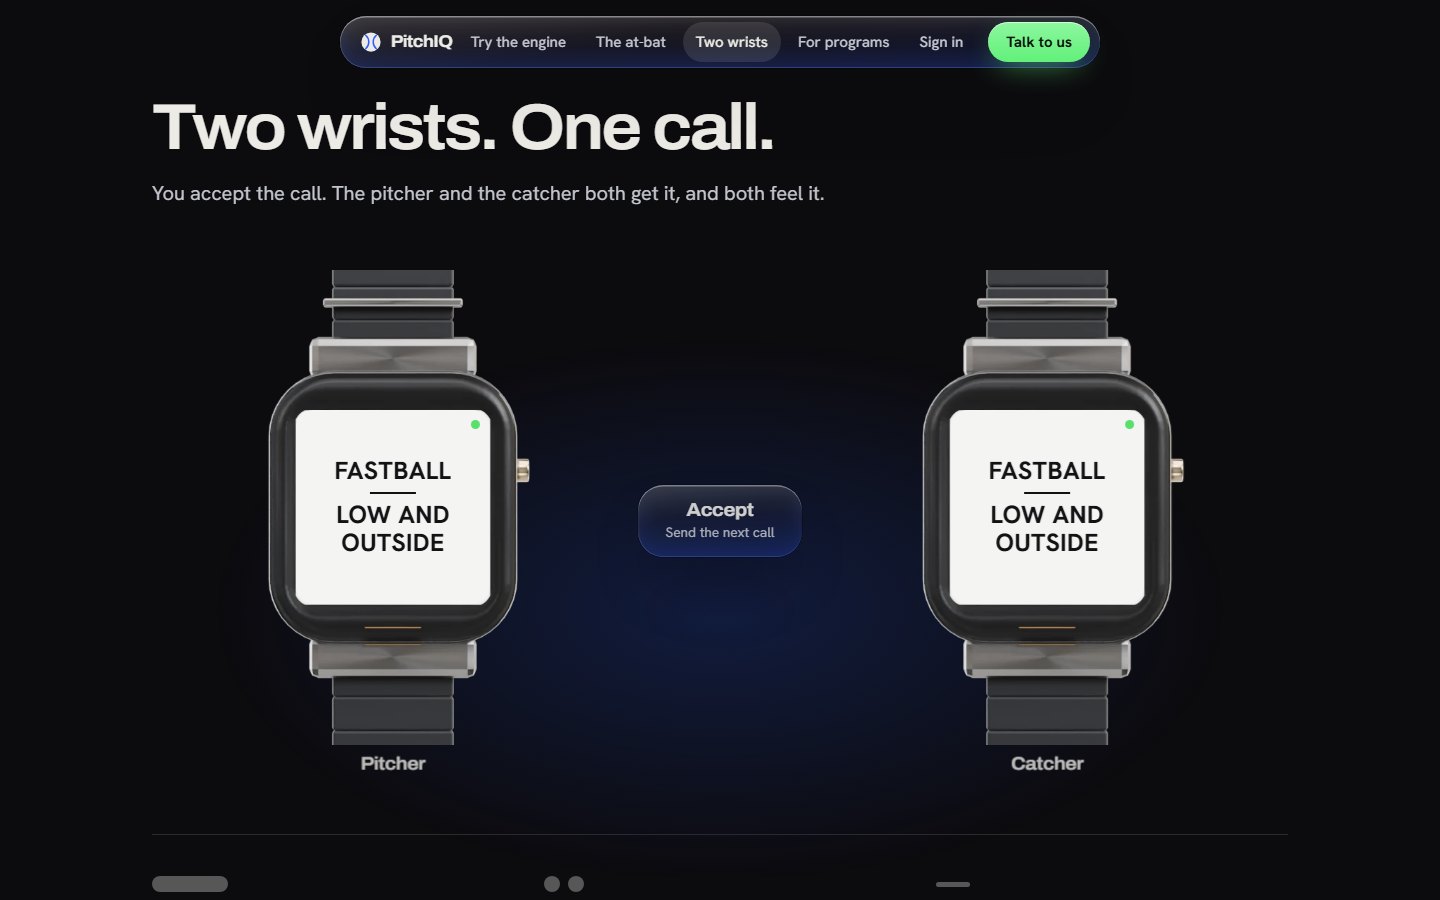 PitchIQ Try the engine The at-bat Two wrists For programs Sign in Talk to us
Two wrists. One call.
You accept the call. The pitcher and the catcher both get it, and both feel it.
FASTBALL
LOW AND
OUTSIDE
Accept
Send the next call
FASTBALL
LOW AND
OUTSIDE
Pitcher
Catcher